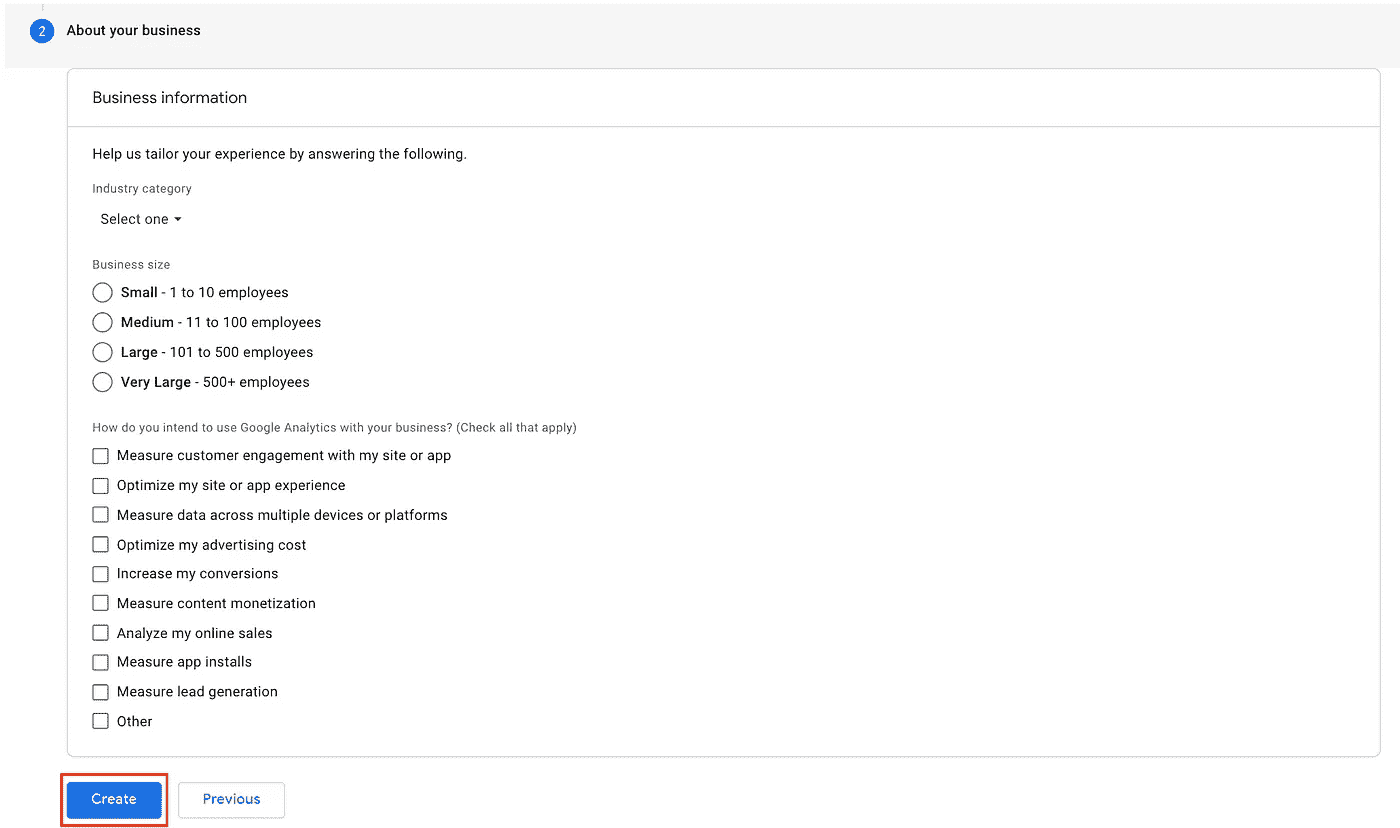 2 About your business
Business information
Help us tailor your experience by answering the following.
Industry category
Select one
Business size
Small - 1 to 10 employees
Medium - 11 to 100 employees
Large - 101 to 500 employees
Very Large - 500+ employees
How do you intend to use Google Analytics with your business? (Check all that apply)
Measure customer engagement with my site or app
Optimize my site or app experience
Measure data across multiple devices or platforms
Optimize my advertising cost
Increase my conversions
Measure content monetization
Analyze my online sales
Measure app installs
Measure lead generation
Other
Create Previous